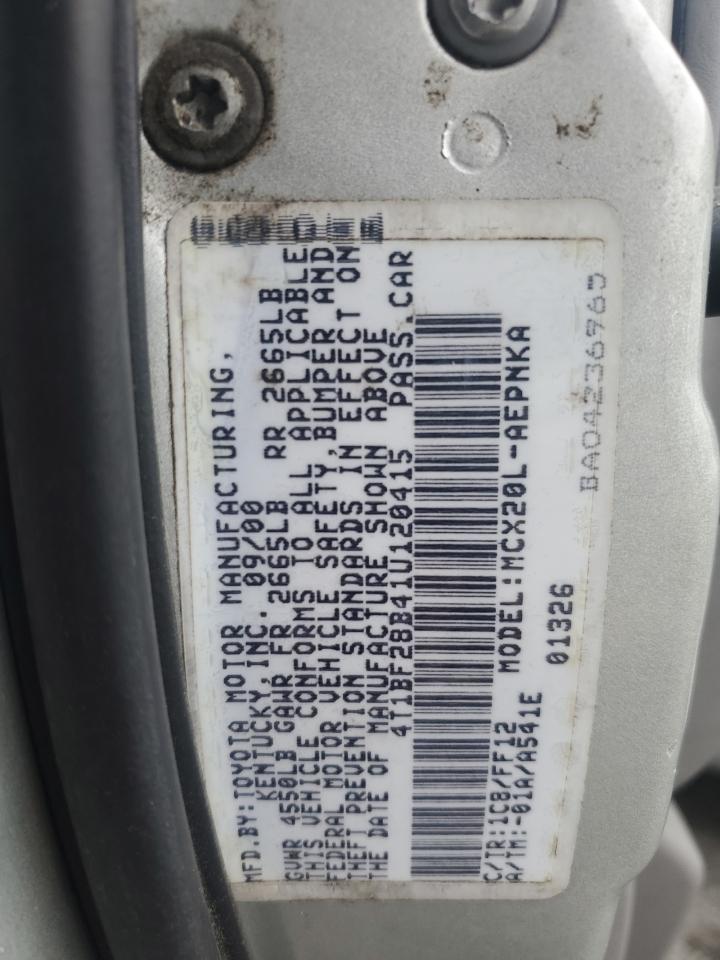 MFD.BY:TOYOTA MOTOR MANUFACTURING,
KENTUCKY,INC. 09/00
GVWR 4550LB GAWR FR 2665LB RR 2665LB
THIS VEHICLE CONFORMS TO ALL APPLICABLE
FEDERAL MOTOR VEHICLE SAFETY,BUMPER AND
THEFT PREVENTION STANDARDS IN EFFECT ON
THE DATE OF MANUFACTURE SHOWN ABOVE
4T1BF28B41U120415 PASS.CAR
MODEL:MCX20L-AEPNKA
C/TR:1C8/FF12
A/TM:-01A/A541E 01326